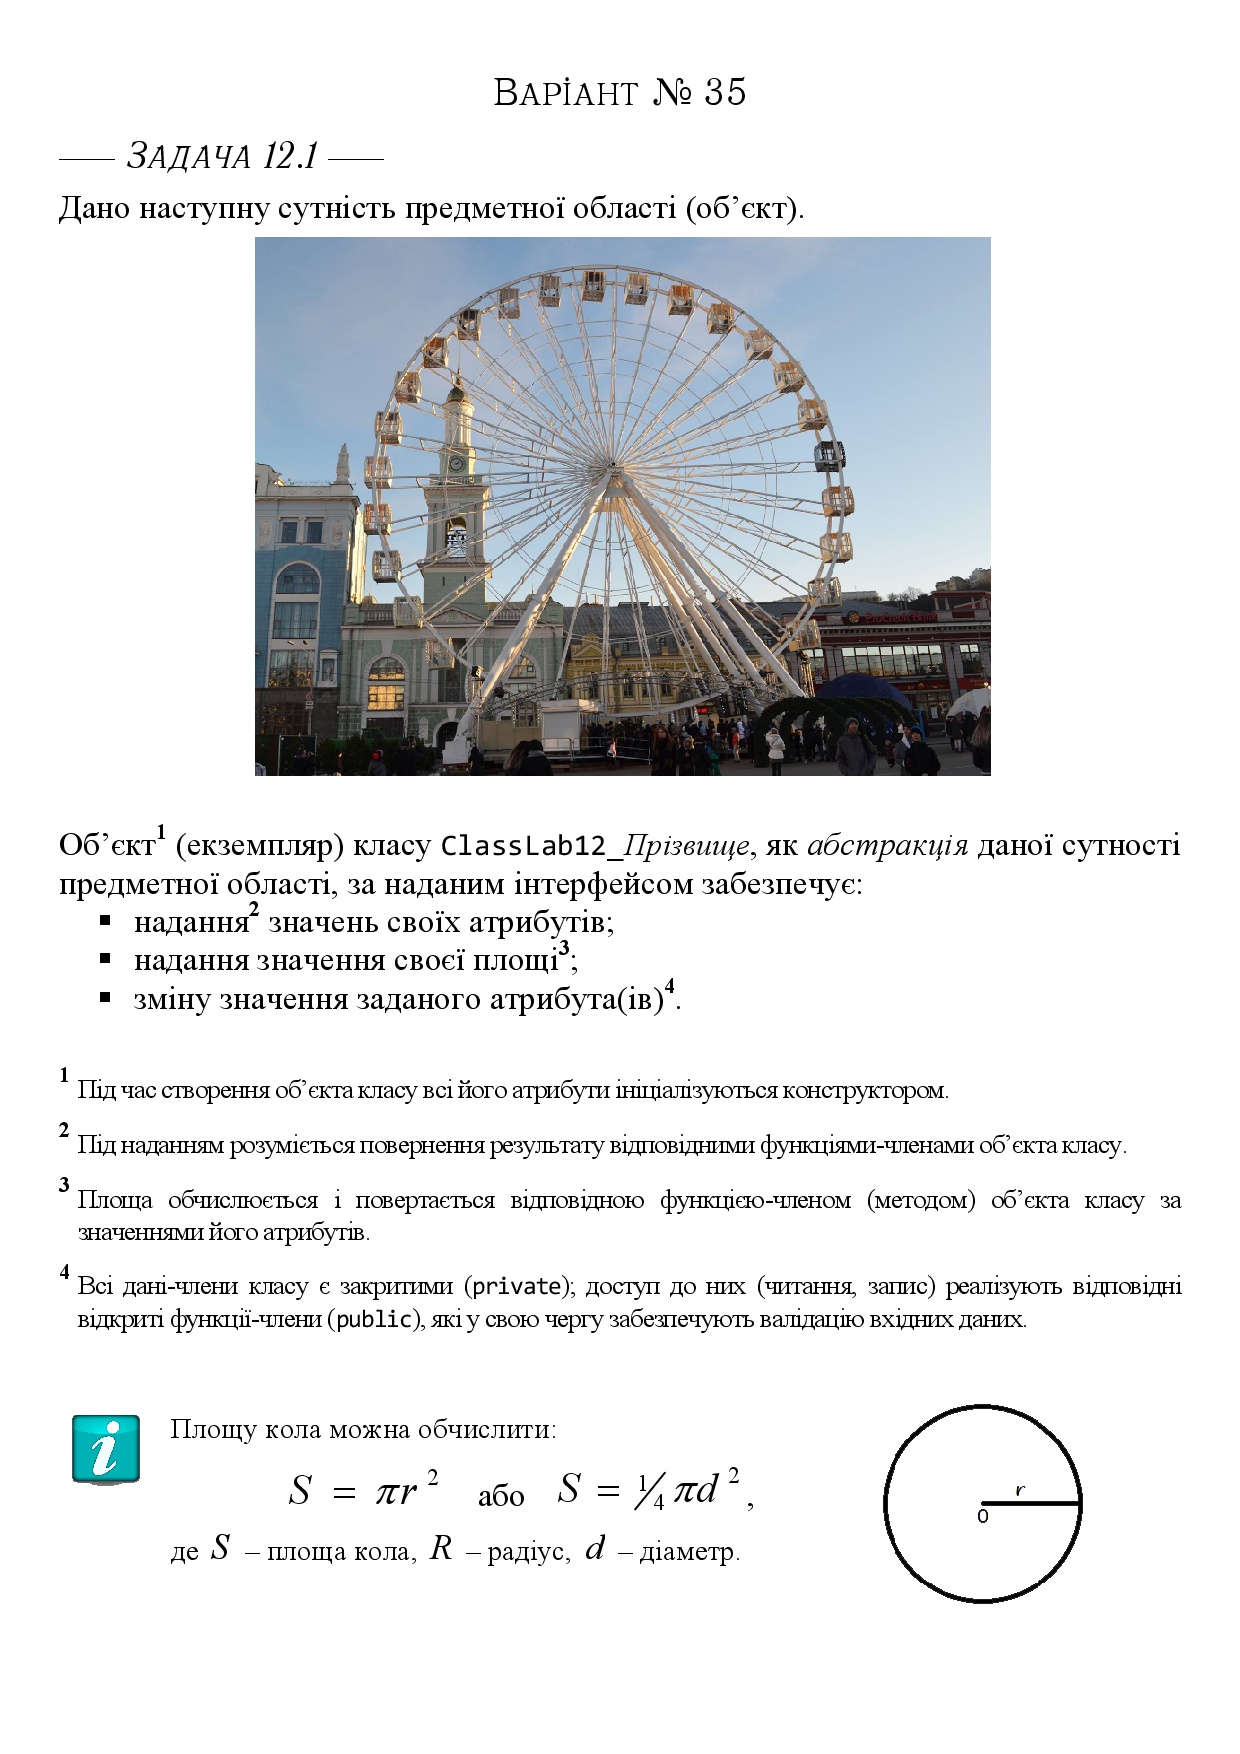 Варіант № 35
Задача 12.1
Дано наступну сутність предметної області (об’єкт).
Об’єкт1 (екземпляр) класу ClassLab12_Прізвище, як абстракція даної сутності
предметної області, за наданим інтерфейсом забезпечує:
▪ надання2 значень своїх атрибутів;
▪ надання значення своєї площі3;
▪ зміну значення заданого атрибута(ів)4.
1 Під час створення об’єкта класу всі його атрибути ініціалізуються конструктором.
2 Під наданням розуміється повернення результату відповідними функціями-членами об’єкта класу.
3 Площа обчислюється і повертається відповідною функцією-членом (методом) об’єкта класу за
значеннями його атрибутів.
4 Всі дані-члени класу є закритими (private); доступ до них (читання, запис) реалізують відповідні
відкриті функції-члени (public), які у свою чергу забезпечують валідацію вхідних даних.
Площу кола можна обчислити:
S = πr² або S = ¼ πd²,
де S – площа кола, R – радіус, d – діаметр.
r
O